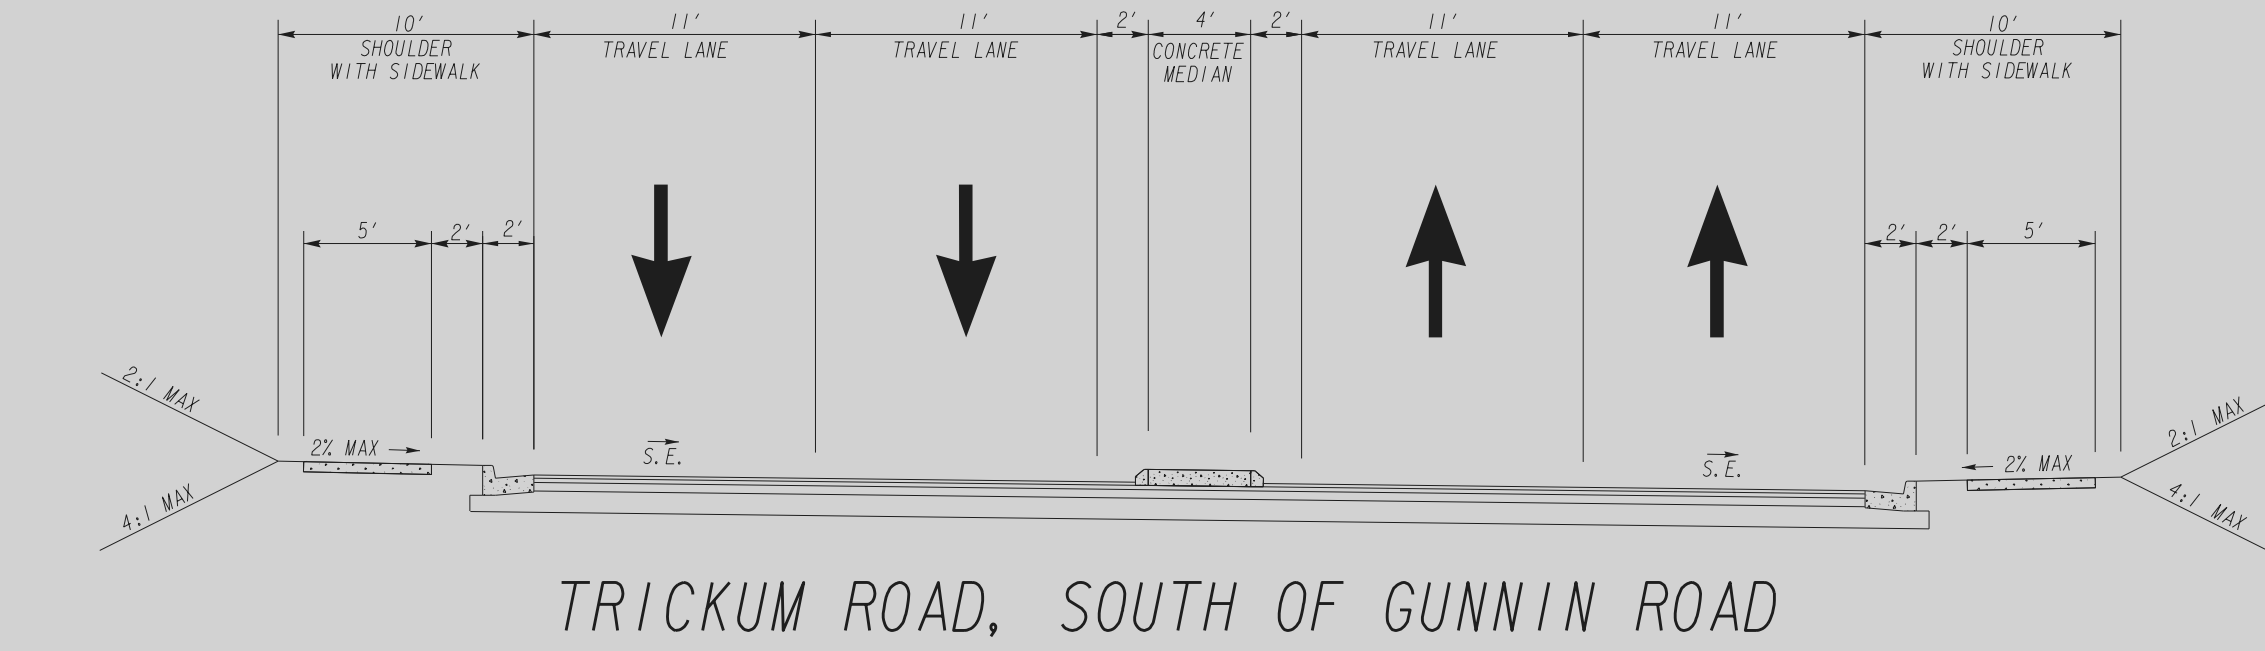 10' 11' 11' 2' 4' 2' 11' 11' 10'
SHOULDER WITH SIDEWALK
TRAVEL LANE
TRAVEL LANE
CONCRETE MEDIAN
TRAVEL LANE
TRAVEL LANE
SHOULDER WITH SIDEWALK
5' 2' 2' 2' 2' 5'
2:1 MAX
2:1 MAX
2% MAX
S.E.
S.E.
2% MAX
4:1 MAX
4:1 MAX
TRICKUM ROAD, SOUTH OF GUNNIN ROAD